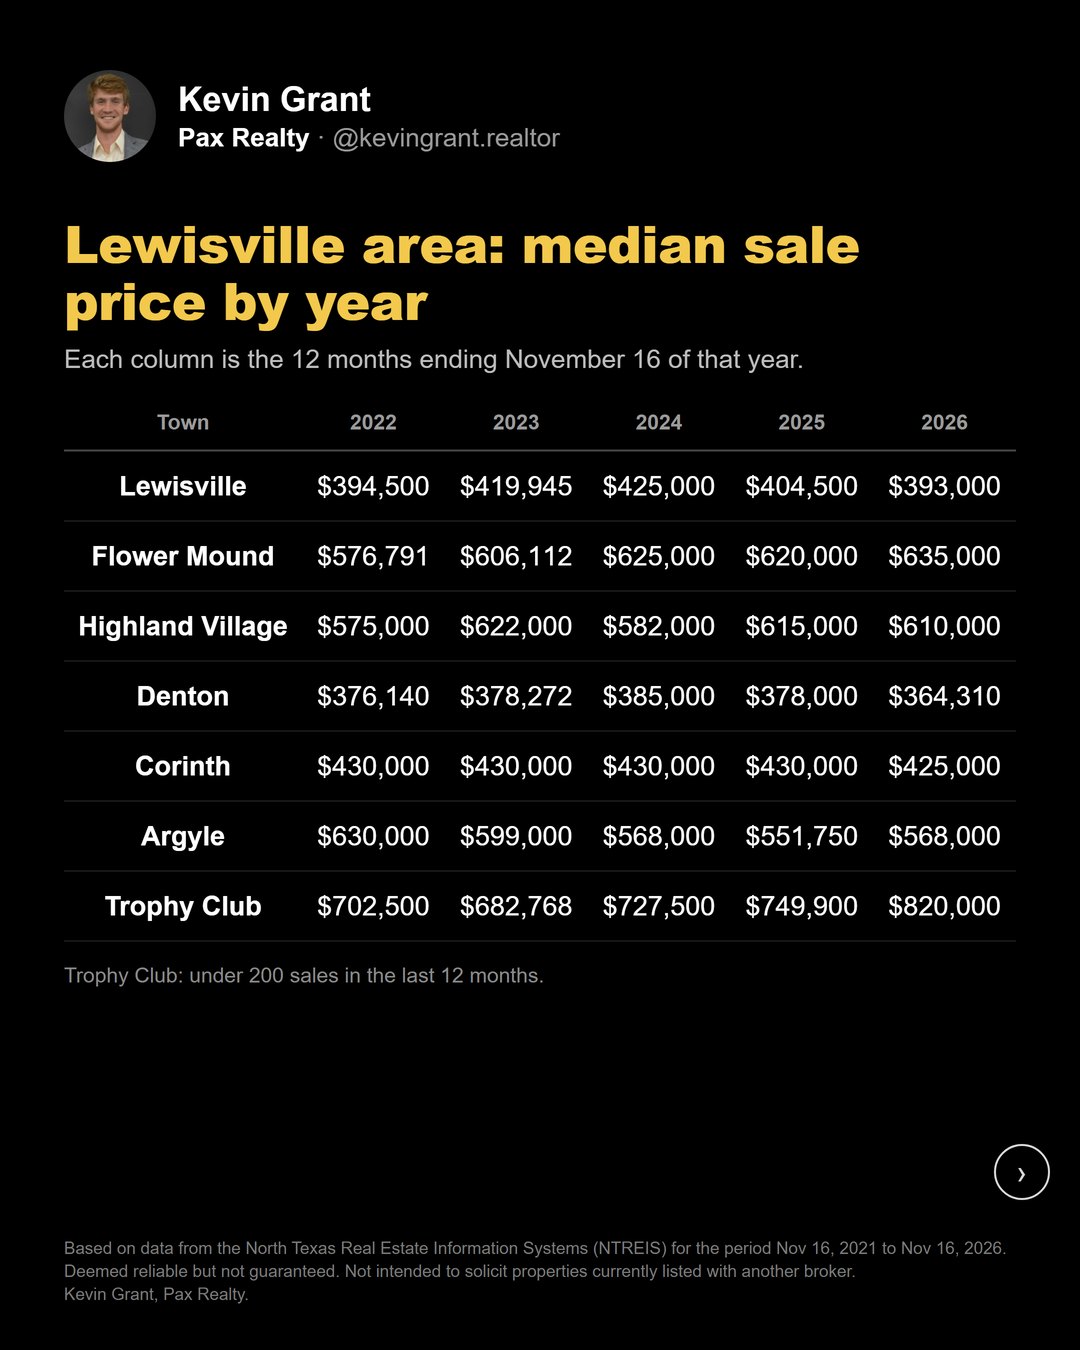 Kevin Grant
Pax Realty · @kevingrant.realtor
Lewisville area: median sale
price by year
Each column is the 12 months ending November 16 of that year.
Town 2022 2023 2024 2025 2026
Lewisville $394,500 $419,945 $425,000 $404,500 $393,000
Flower Mound $576,791 $606,112 $625,000 $620,000 $635,000
Highland Village $575,000 $622,000 $582,000 $615,000 $610,000
Denton $376,140 $378,272 $385,000 $378,000 $364,310
Corinth $430,000 $430,000 $430,000 $430,000 $425,000
Argyle $630,000 $599,000 $568,000 $551,750 $568,000
Trophy Club $702,500 $682,768 $727,500 $749,900 $820,000
Trophy Club: under 200 sales in the last 12 months.
›
Based on data from the North Texas Real Estate Information Systems (NTREIS) for the period Nov 16, 2021 to Nov 16, 2026.
Deemed reliable but not guaranteed. Not intended to solicit properties currently listed with another broker.
Kevin Grant, Pax Realty.